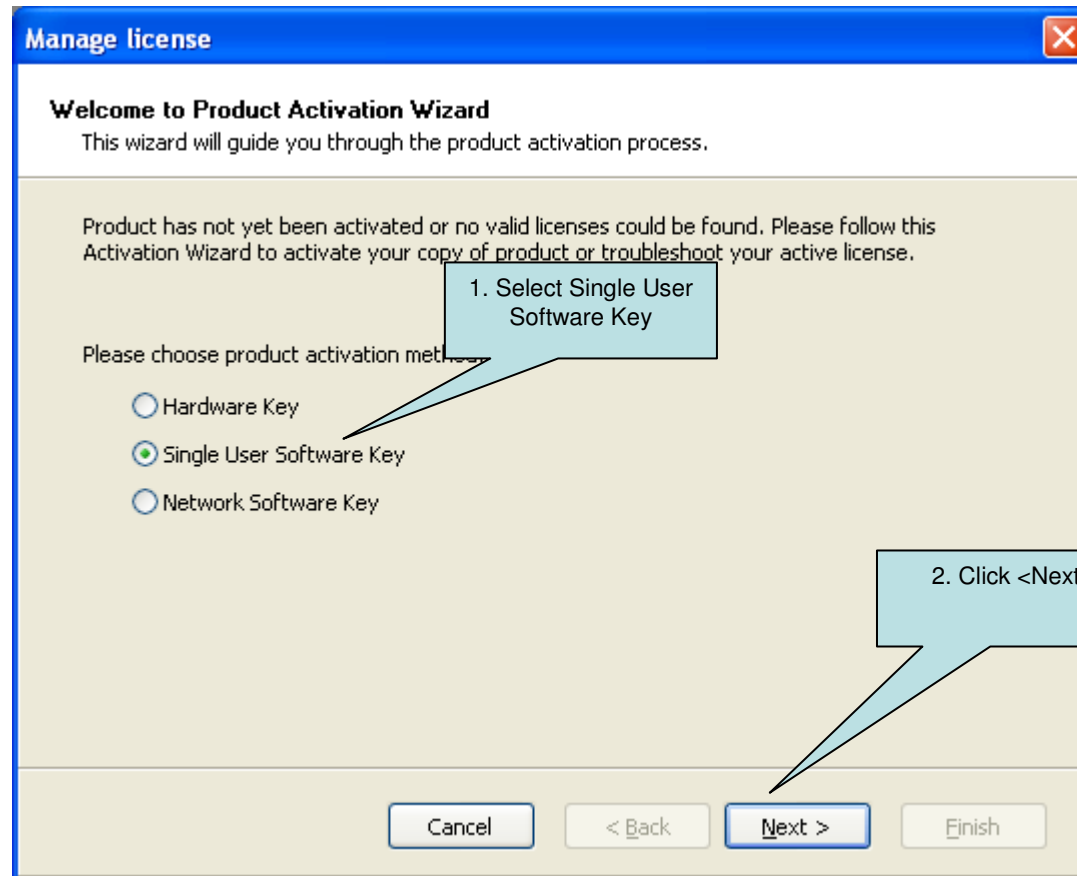 Manage license
Welcome to Product Activation Wizard
This wizard will guide you through the product activation process.
Product has not yet been activated or no valid licenses could be found. Please follow this
Activation Wizard to activate your copy of product or troubleshoot your active license.
1. Select Single User
Software Key
Please choose product activation
Hardware Key
Single User Software Key
Network Software Key
2. Click <Next
Cancel
< Back
Next >
Finish